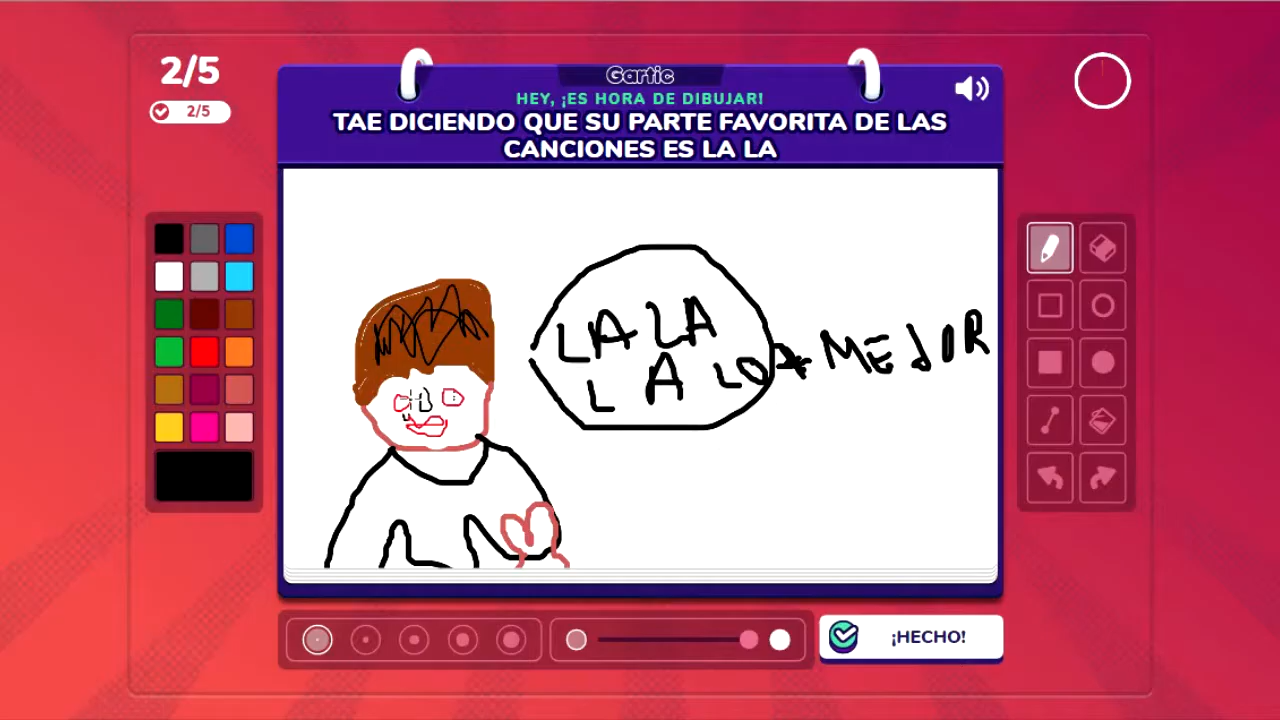 2/5
2/5
Gartic
HEY, ¡ES HORA DE DIBUJAR!
TAE DICIENDO QUE SU PARTE FAVORITA DE LAS
CANCIONES ES LA LA
LA LA
L A LO + MEJOR
¡HECHO!